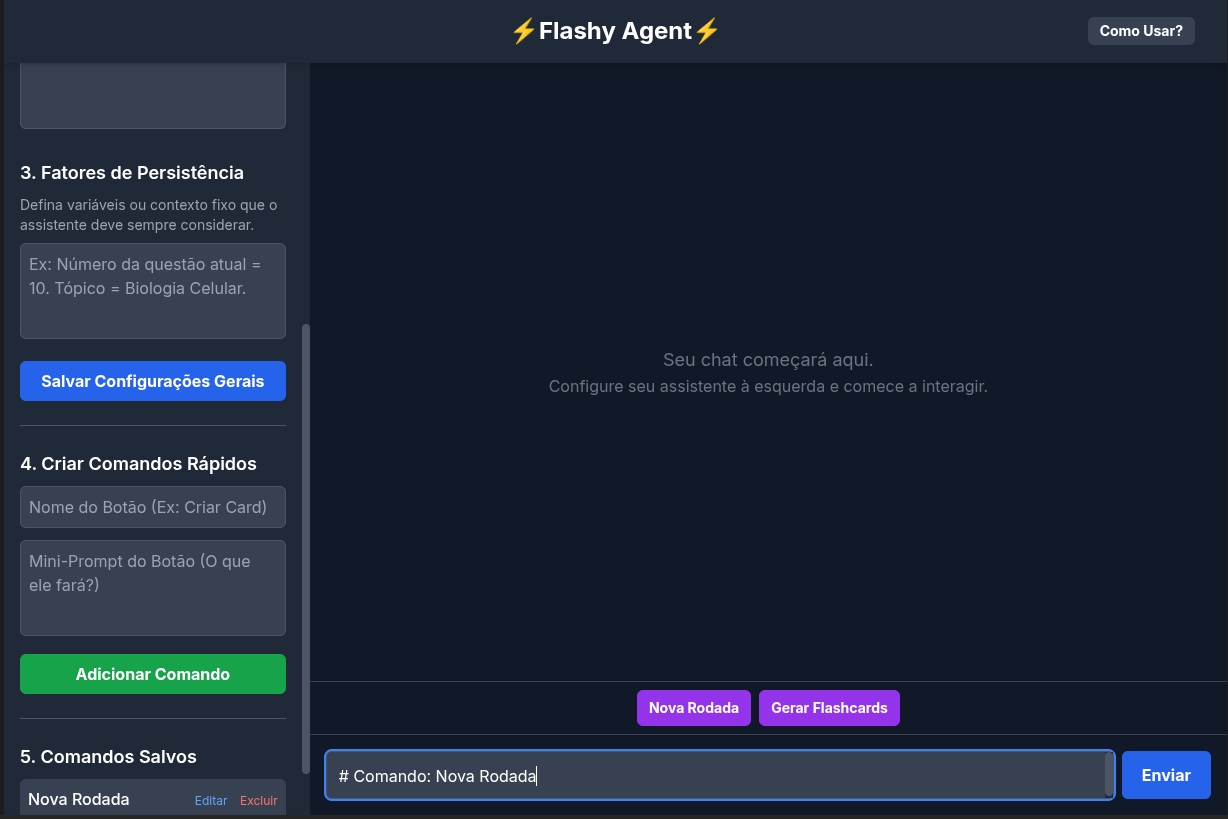 ⚡Flashy Agent⚡
Como Usar?
3. Fatores de Persistência
Defina variáveis ou contexto fixo que o
assistente deve sempre considerar.
Ex: Número da questão atual =
10. Tópico = Biologia Celular.
Salvar Configurações Gerais
4. Criar Comandos Rápidos
Nome do Botão (Ex: Criar Card)
Mini-Prompt do Botão (O que
ele fará?)
Adicionar Comando
5. Comandos Salvos
Nova Rodada Editar Excluir
Seu chat começará aqui.
Configure seu assistente à esquerda e comece a interagir.
Nova Rodada Gerar Flashcards
# Comando: Nova Rodada
Enviar